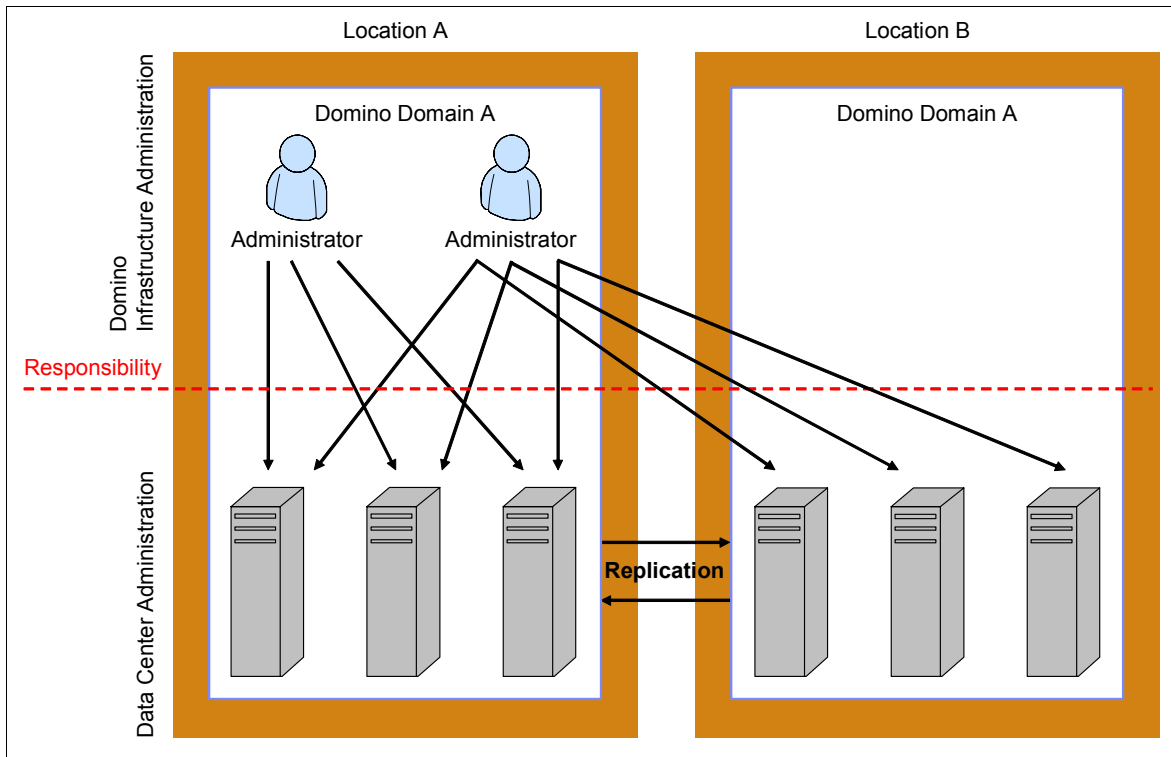 Location A
Location B
Domino Domain A
Domino Domain A
Administrator
Administrator
Domino
Infrastructure Administration
Responsibility
Replication
Data Center Administration